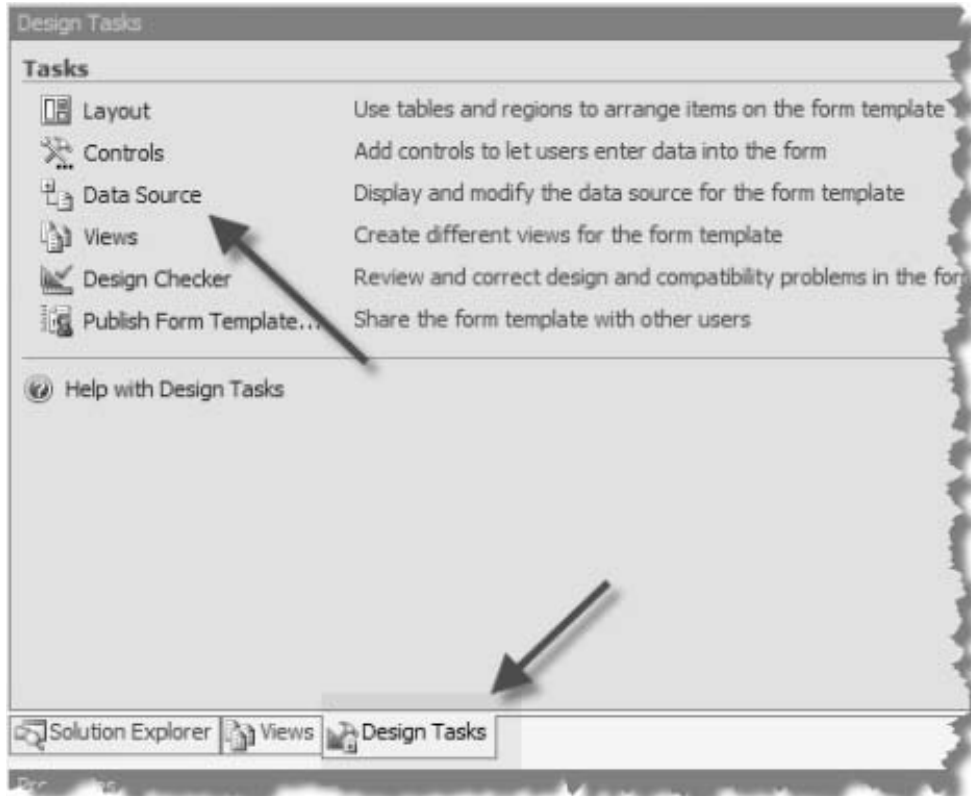 Design Tasks
Tasks
Layout Use tables and regions to arrange items on the form template
Controls Add controls to let users enter data into the form
Data Source Display and modify the data source for the form template
Views Create different views for the form template
Design Checker Review and correct design and compatibility problems in the
Publish Form Template... Share the form template with other users
Help with Design Tasks
Solution Explorer Views Design Tasks